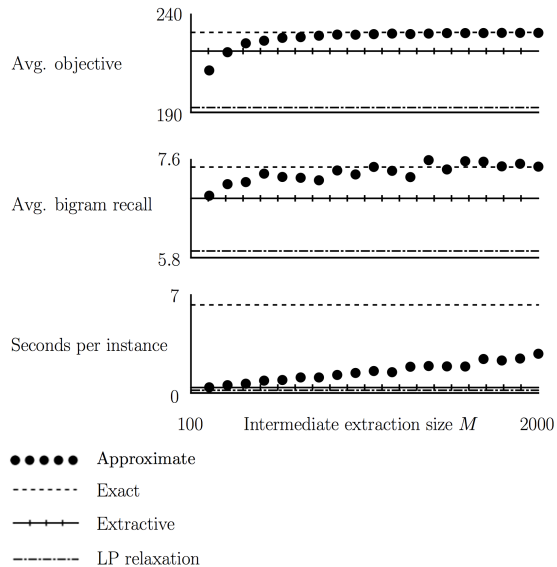 240
Avg. objective
190
7.6
Avg. bigram recall
5.8
7
Seconds per instance
0
100 Intermediate extraction size M 2000
Approximate
Exact
Extractive
LP relaxation